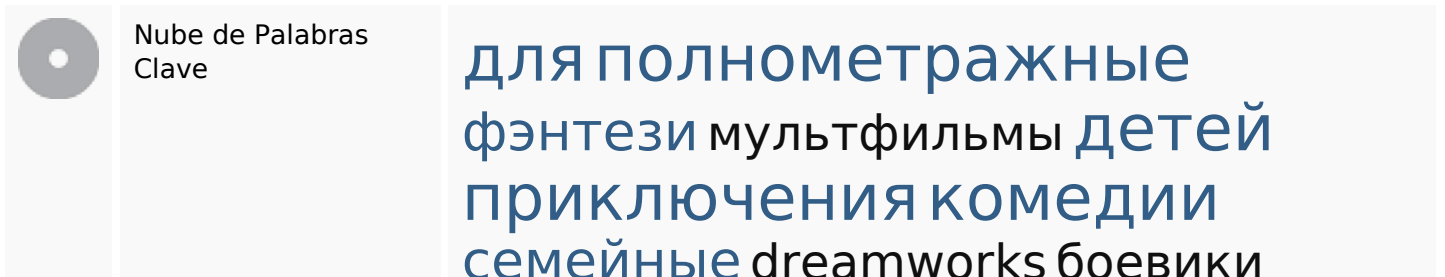 Nube de Palabras
Clave
для полнометражные
фэнтези мультфильмы детей
приключения комедии
семейные dreamworks боевики